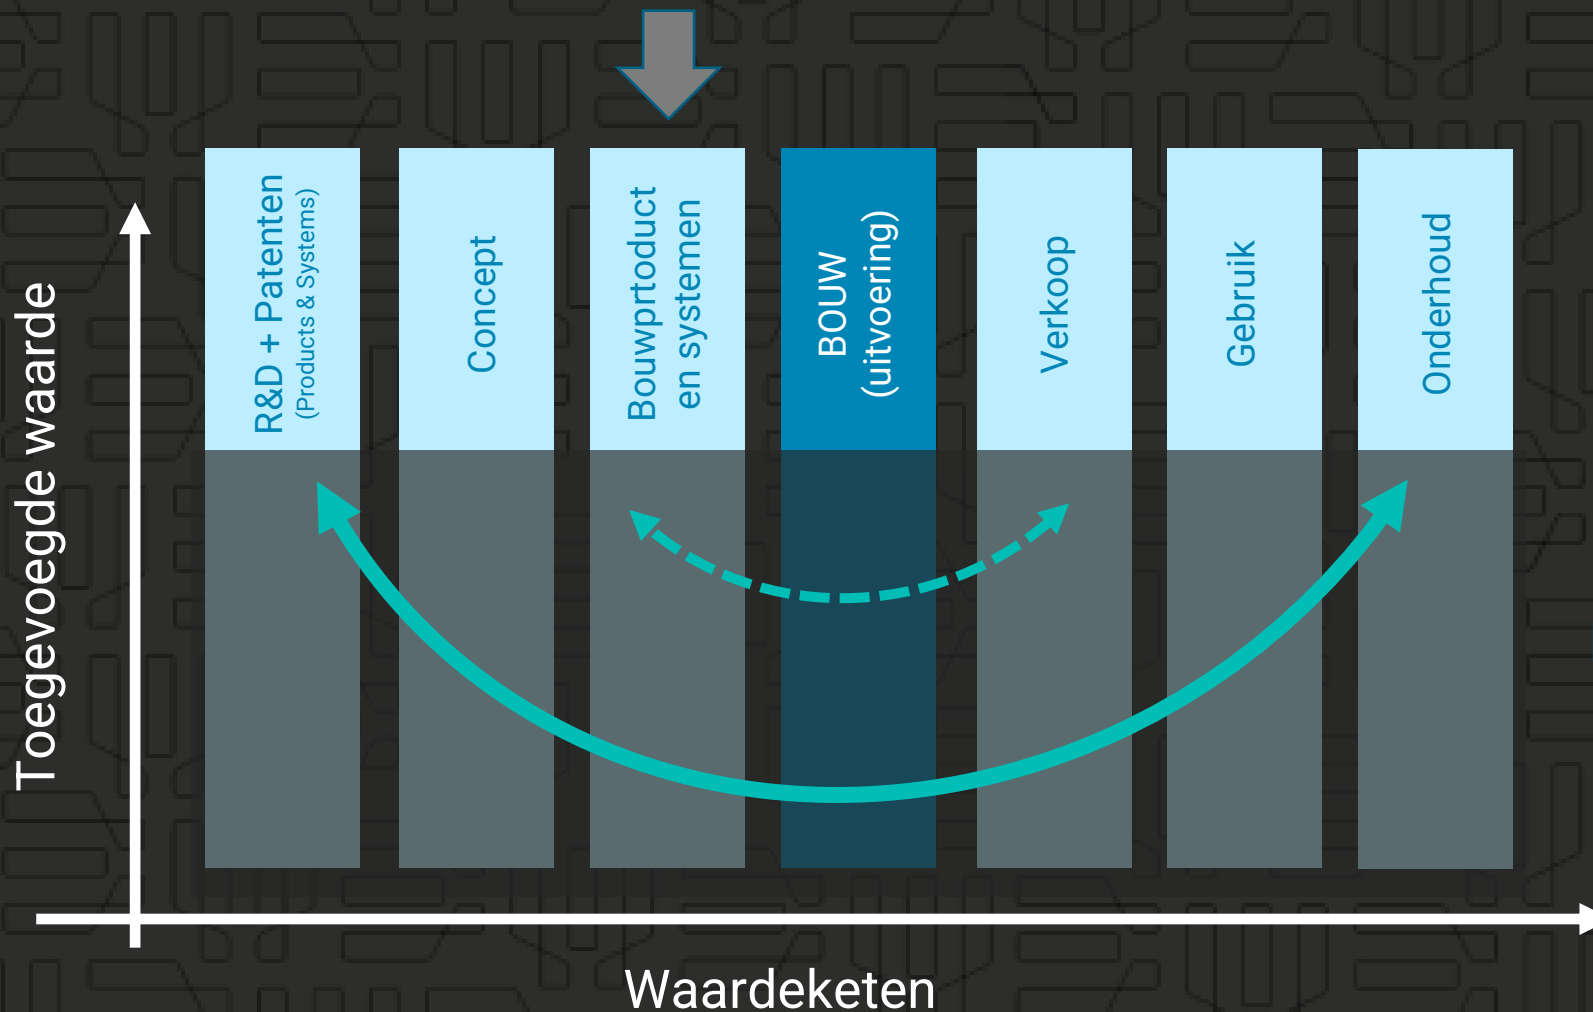 R&D + Patenten
(Products & Systems)
Concept
Bouwprtoduct
en systemen
BOUW
(uitvoering)
Verkoop
Gebruik
Onderhoud
Toegevoegde waarde
Waardeketen